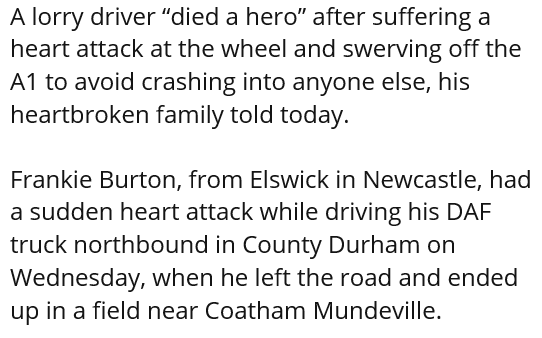 A lorry driver “died a hero” after suffering a
heart attack at the wheel and swerving off the
A1 to avoid crashing into anyone else, his
heartbroken family told today.
Frankie Burton, from Elswick in Newcastle, had
a sudden heart attack while driving his DAF
truck northbound in County Durham on
Wednesday, when he left the road and ended
up in a field near Coatham Mundeville.